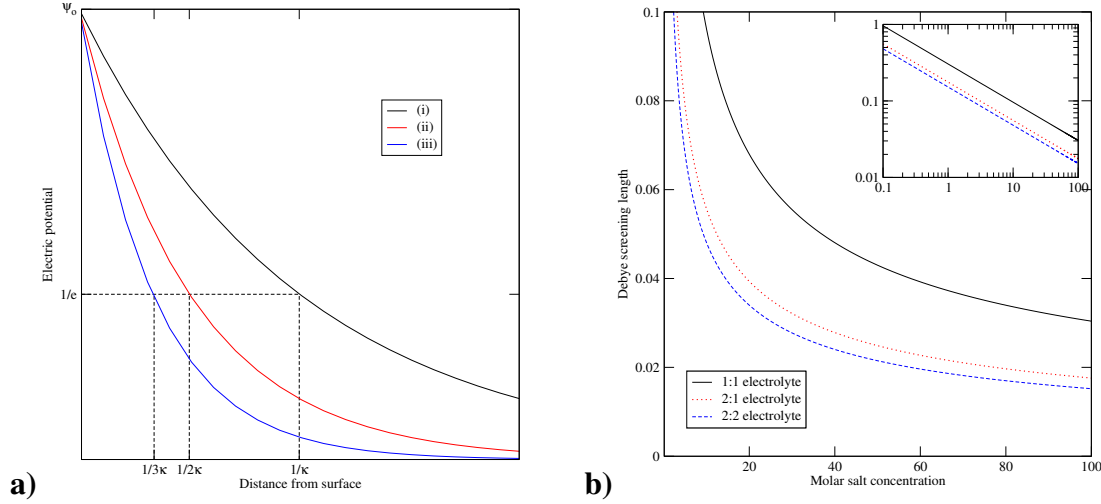 Ψo
(i)
(ii)
(iii)
Electric potential
1/e
1/3κ
1/2κ
1/κ
Distance from surface
a)
0.1
0.08
0.06
0.04
0.02
0
Debye screening length
1
0.1
0.01
0.1
1
10
100
1:1 electrolyte
2:1 electrolyte
2:2 electrolyte
20
40
60
80
100
Molar salt concentration
b)